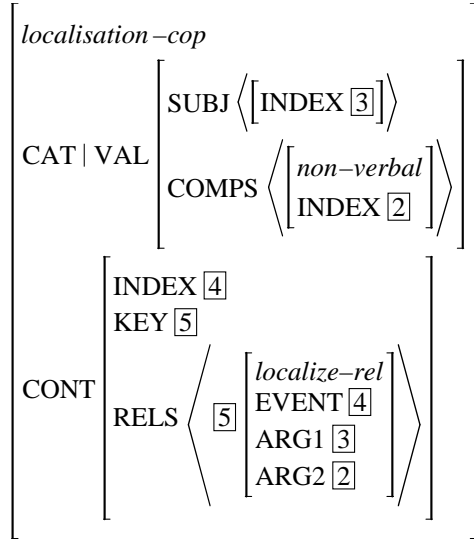 localisation–cop
CAT | VAL
SUBJ ⟨[INDEX 3]⟩
COMPS ⟨[non–verbal
INDEX 2]⟩
CONT
INDEX 4
KEY 5
RELS ⟨5 [localize–rel
EVENT 4
ARG1 3
ARG2 2]⟩